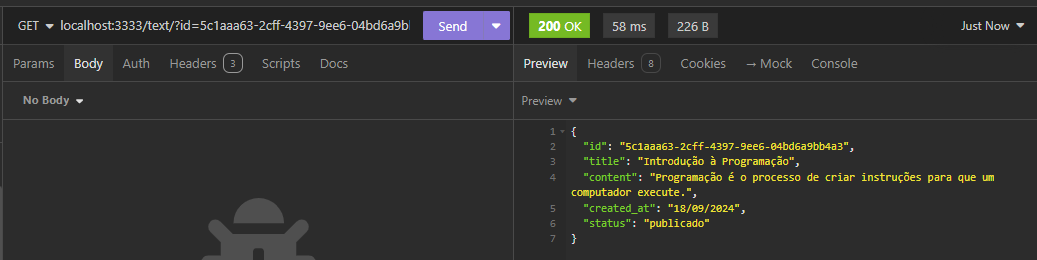 GET localhost:3333/text/?id=5c1aaa63-2cff-4397-9ee6-04bd6a9bb Send 200 OK 58 ms 226 B Just Now
Params Body Auth Headers 3 Scripts Docs Preview Headers 8 Cookies → Mock Console
No Body Preview
1 {
2 "id": "5c1aaa63-2cff-4397-9ee6-04bd6a9bb4a3",
3 "title": "Introdução à Programação",
4 "content": "Programação é o processo de criar instruções para que um
computador execute.",
5 "created_at": "18/09/2024",
6 "status": "publicado"
7 }